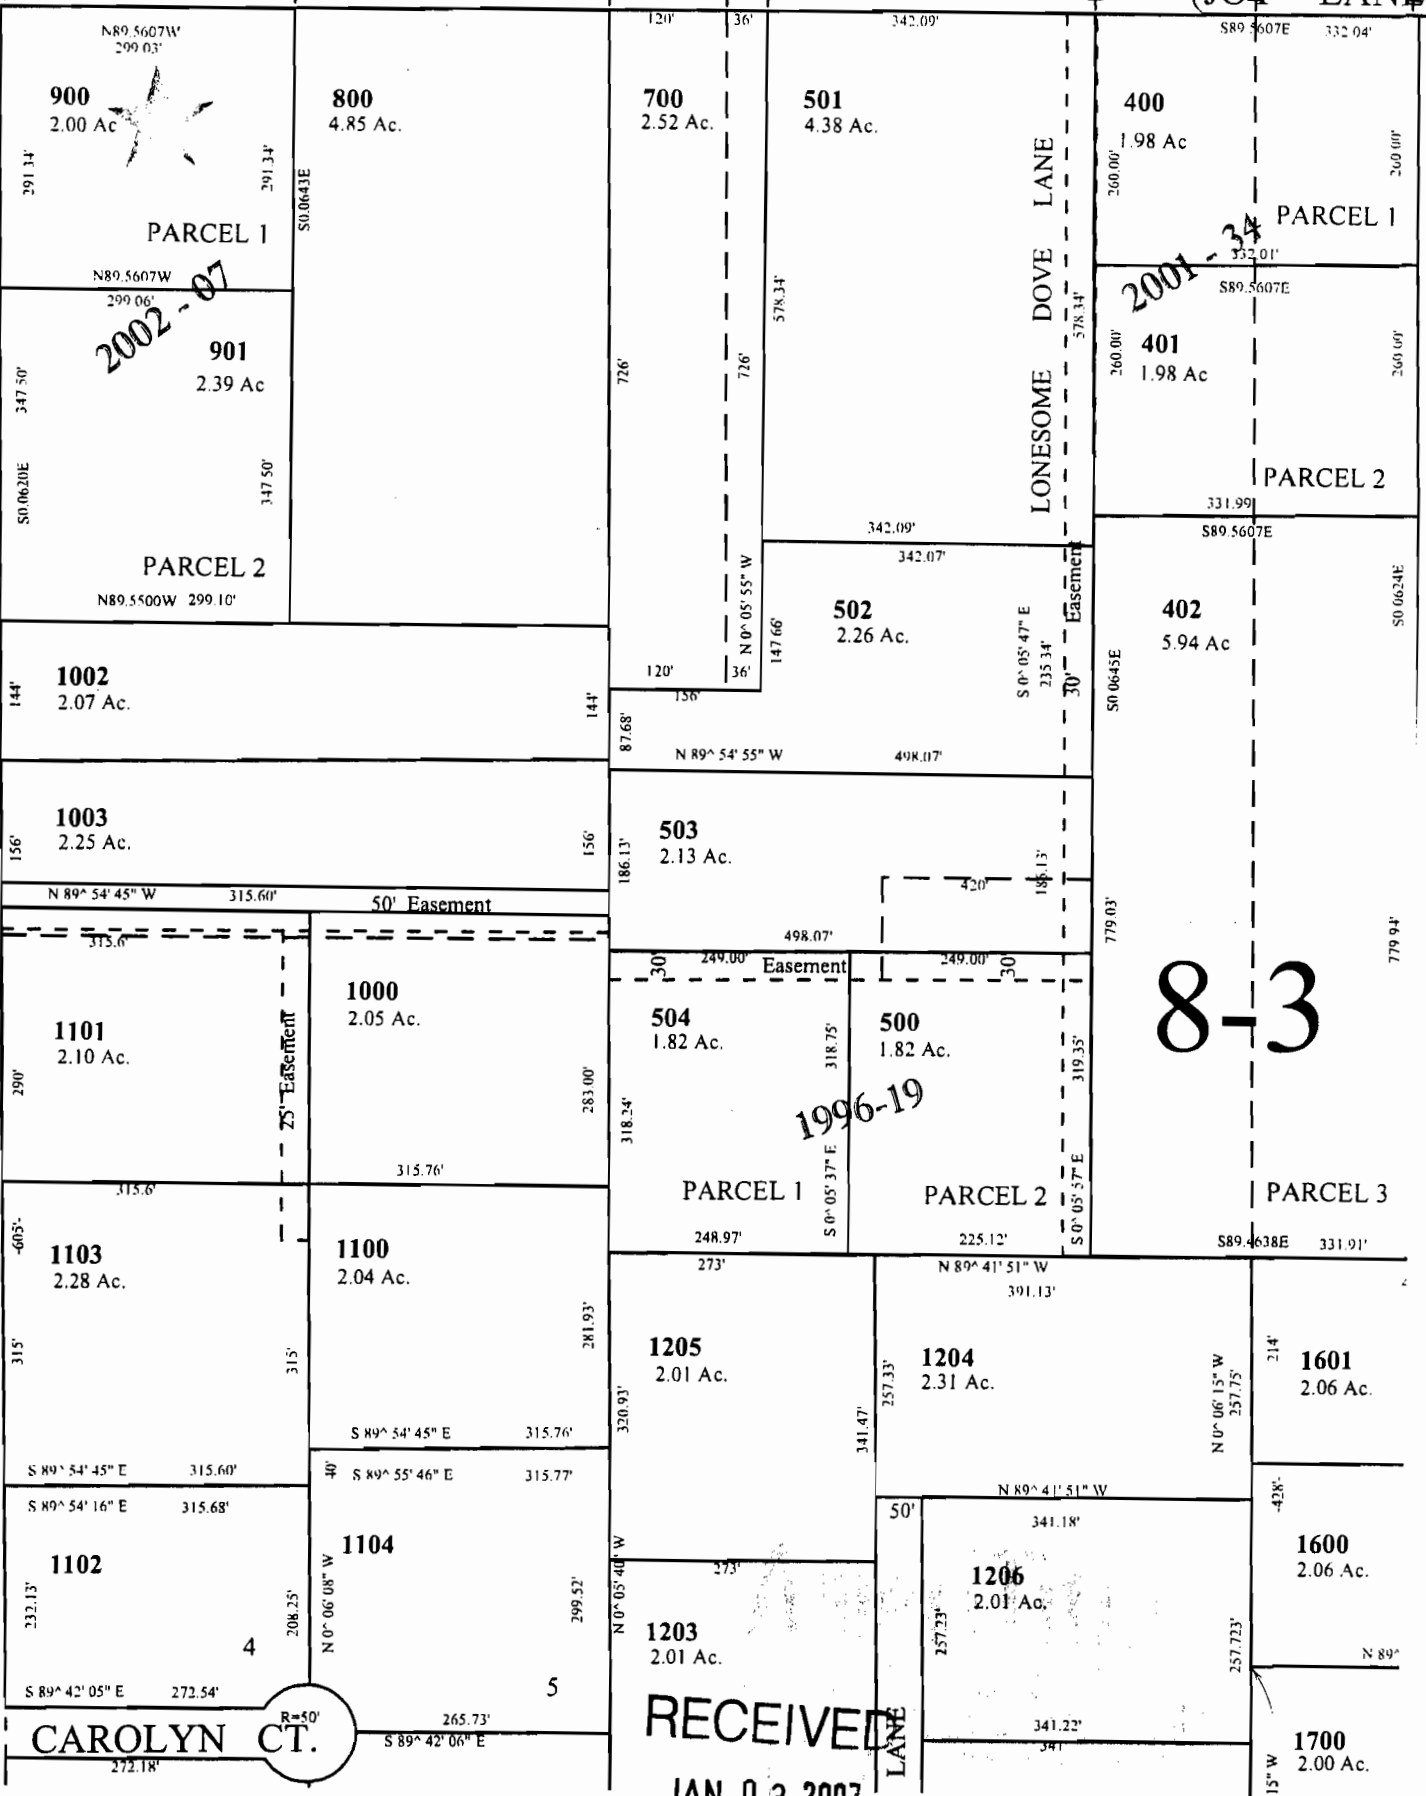 N89.5607W'
299.03'
120'
36'
342.09'
S89.5607E
332.04'
900
2.00 Ac
800
4.85 Ac.
700
2.52 Ac.
501
4.38 Ac.
400
1.98 Ac
291.34'
291.34'
S0.0643E
LONESOME DOVE LANE
260.00'
260.00'
PARCEL 1
PARCEL 1
2001 - 34
332.01'
N89.5607W
299.06'
S89.5607E
2002 - 07
578.34'
578.34'
901
2.39 Ac
726'
726'
260.00'
401
1.98 Ac
260.00'
347.50'
S0.0620E
347.50'
PARCEL 2
331.99
342.09'
S89.5607E
342.07'
PARCEL 2
N89.5500W 299.10'
N 0^ 05' 55" W
147.66'
502
2.26 Ac.
S 0^ 05' 47" E
235.34'
30' Easement
402
5.94 Ac
S0.0624E
S0.0645E
1002
2.07 Ac.
144'
144'
120'
36'
156'
87.68'
N 89^ 54' 55" W
498.07'
1003
2.25 Ac.
156'
156'
503
2.13 Ac.
186.13'
186.13'
420'
N 89^ 54' 45" W
315.60'
50' Easement
779.03'
779.94'
315.6'
498.07'
30'
249.00'
Easement
249.00'
30'
8-3
1101
2.10 Ac.
25' Easement
1000
2.05 Ac.
504
1.82 Ac.
318.75'
500
1.82 Ac.
319.35'
290'
283.00'
318.24'
1996-19
315.76'
315.6'
PARCEL 1
S 0^ 05' 37" E
PARCEL 2
S 0^ 05' 57" E
PARCEL 3
248.97'
225.12'
S89.4638E
331.91'
-605'-
1103
2.28 Ac.
1100
2.04 Ac.
273'
N 89^ 41' 51" W
391.13'
315'
315'
281.93'
1205
2.01 Ac.
257.33'
1204
2.31 Ac.
N 0^ 06' 15" W
257.75'
214'
1601
2.06 Ac.
320.93'
341.47'
S 89^ 54' 45" E
315.76'
S 89^ 54' 45" E
315.60'
40'
S 89^ 55' 46" E
315.77'
N 89^ 41' 51" W
-428'-
S 89^ 54' 16" E
315.68'
50'
341.18'
1102
1104
1600
2.06 Ac.
232.13'
208.25'
N 0^ 06' 08" W
299.52'
N 0^ 05' 40" W
273'
1206
2.01 Ac.
257.23'
257.723'
4
1203
2.01 Ac.
N 89^
S 89^ 42' 05" E
272.54'
5
R=50'
265.73'
S 89^ 42' 06" E
RECEIVED
LANE
341.22'
341'
CAROLYN CT.
272.18'
1700
2.00 Ac.
15" W